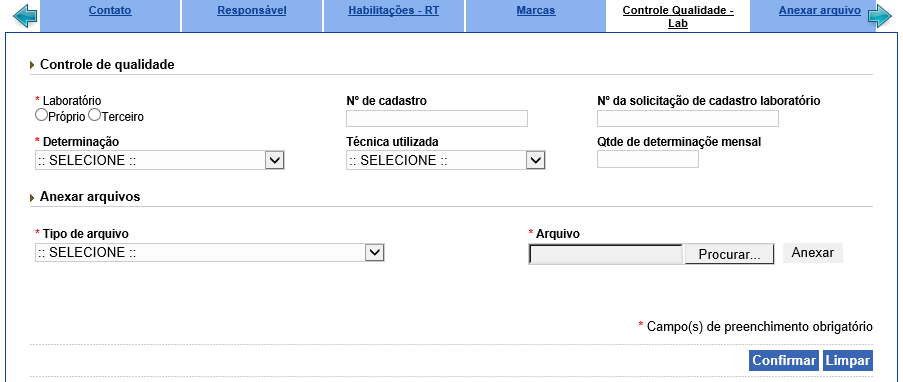 Contato
Responsável
Habilitações - RT
Marcas
Controle Qualidade -
Lab
Anexar arquivo
Controle de qualidade
* Laboratório
Próprio Terceiro
Nº de cadastro
Nº da solicitação de cadastro laboratório
* Determinação
:: SELECIONE ::
Técnica utilizada
:: SELECIONE ::
Qtde de determinaçõe mensal
Anexar arquivos
* Tipo de arquivo
:: SELECIONE ::
* Arquivo
Procurar...
Anexar
* Campo(s) de preenchimento obrigatório
Confirmar
Limpar